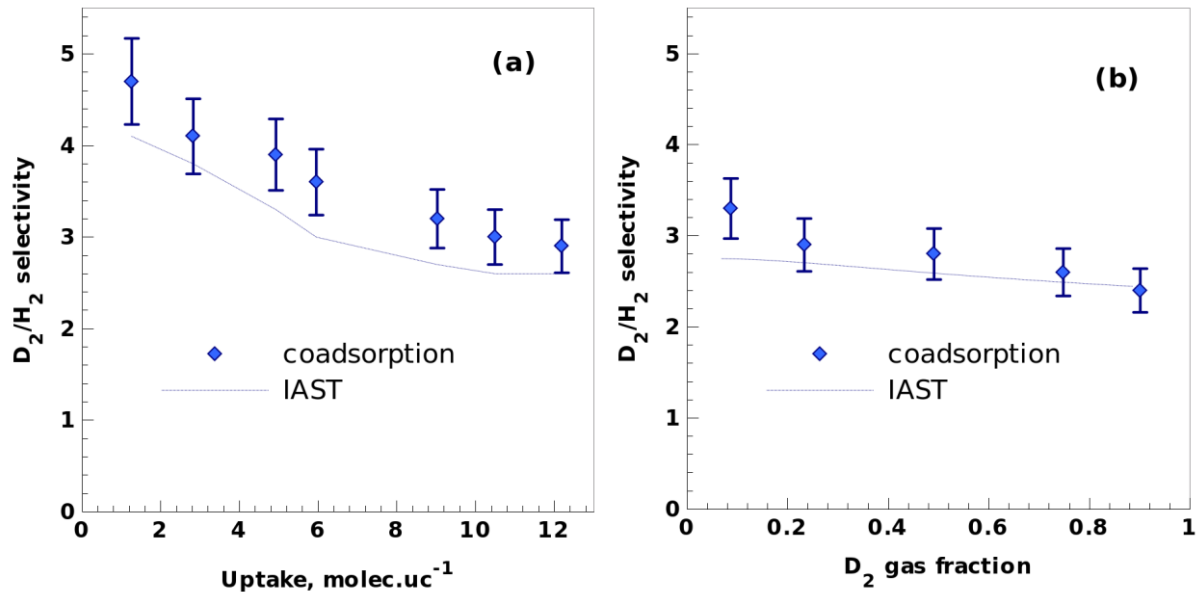 (a)
D2/H2 selectivity
5
4
3
2
1
0
coadsorption
IAST
0 2 4 6 8 10 12
Uptake, molec.uc-1
(b)
D2/H2 selectivity
5
4
3
2
1
0
coadsorption
IAST
0 0.2 0.4 0.6 0.8 1
D2 gas fraction